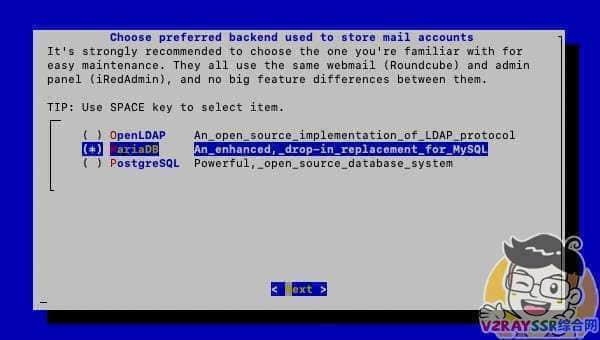 Choose preferred backend used to store mail accounts
It's strongly recommended to choose the one you're familiar with for
easy maintenance. They all use the same webmail (Roundcube) and admin
panel (iRedAdmin), and no big feature differences between them.
TIP: Use SPACE key to select item.
( ) OpenLDAP An_open_source_implementation_of_LDAP_protocol
(*) MariaDB An_enhanced,_drop-in_replacement_for_MySQL
( ) PostgreSQL Powerful,_open_source_database_system
< Next >
V2RAYSSR综合网